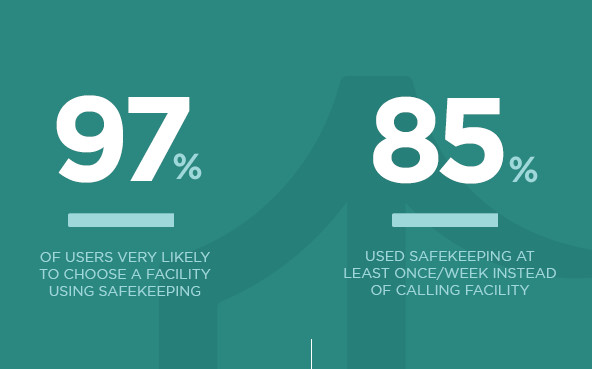 97%
OF USERS VERY LIKELY
TO CHOOSE A FACILITY
USING SAFEKEEPING
85%
USED SAFEKEEPING AT
LEAST ONCE/WEEK INSTEAD
OF CALLING FACILITY